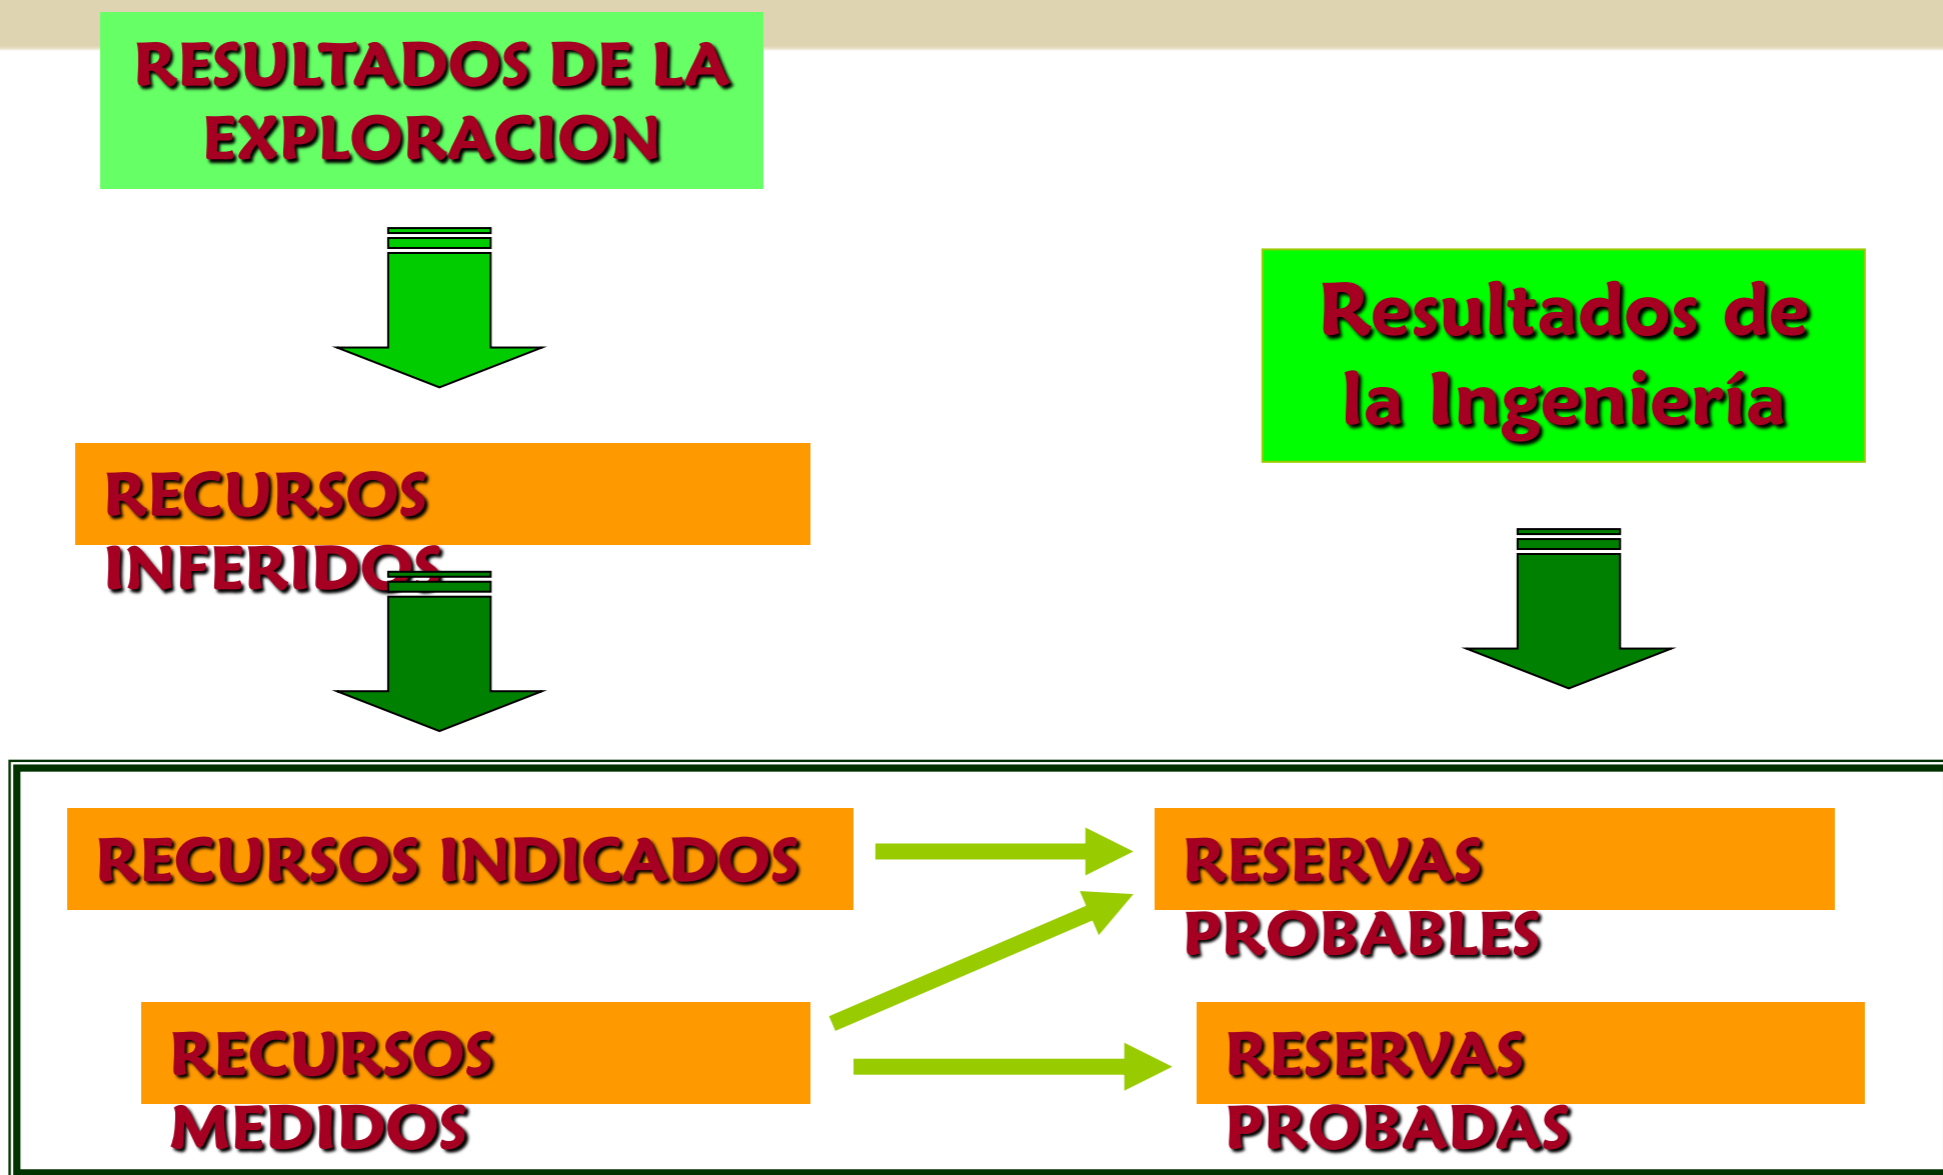 RESULTADOS DE LA
EXPLORACION
Resultados de
la Ingeniería
RECURSOS
INFERIDOS
RECURSOS INDICADOS
RESERVAS
PROBABLES
RECURSOS
MEDIDOS
RESERVAS
PROBADAS